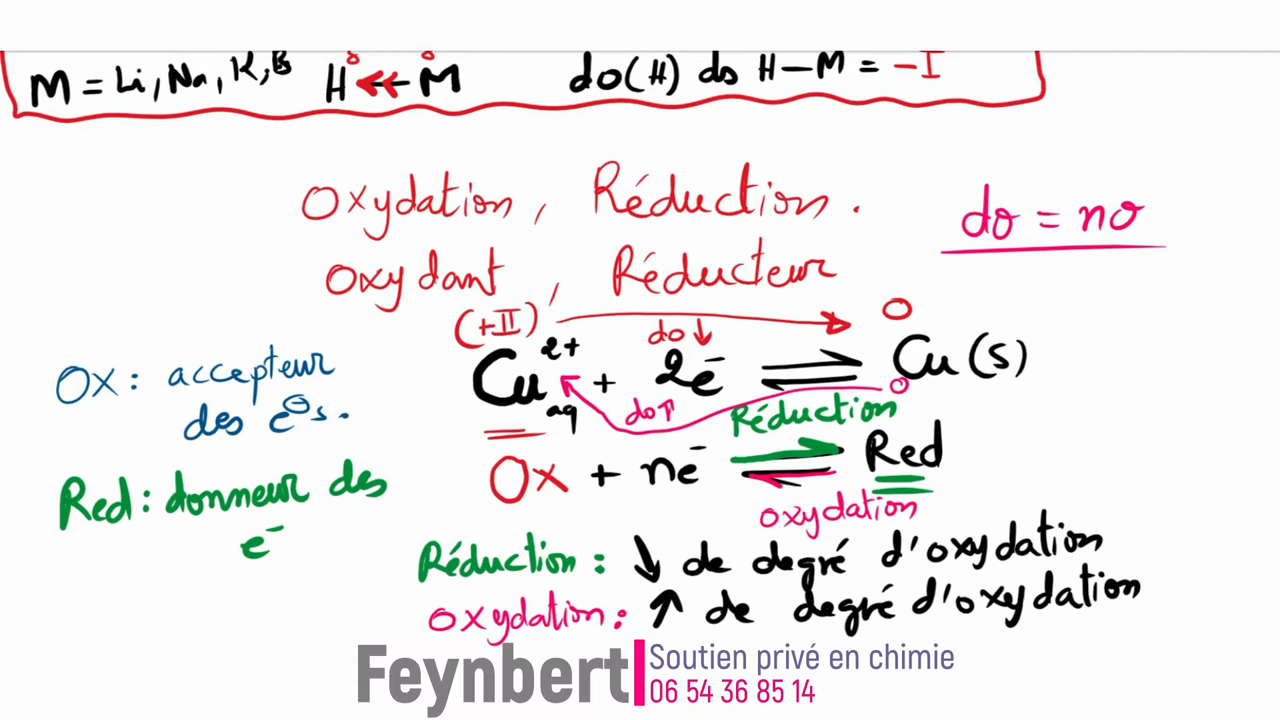 M = Li, Na, K, B H M do(H) ds H–M = -I
Oxydation, Réduction.
do = no
Oxydant, Réducteur
(+II) do ↓ 0
Cu²⁺aq + 2e⁻ ⇌ Cu(s)
0
do↑
Ox : accepteur
des e⊖s.
Réduction
Ox + ne⁻ ⇌ Red
oxydation
Red : donneur des
e⁻
Réduction : ↓ de degré d'oxydation
Oxydation : ↑ de degré d'oxydation
Feynbert
Soutien privé en chimie
06 54 36 85 14